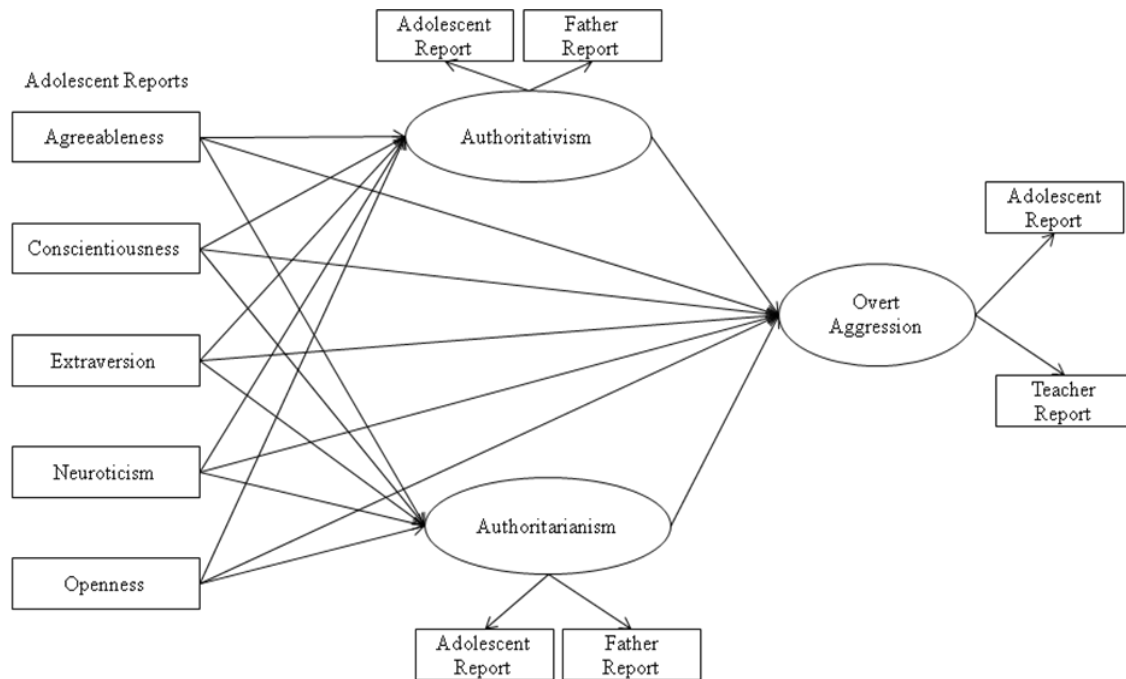 Adolescent
Report
Father
Report
Adolescent Reports
Agreeableness
Authoritativism
Conscientiousness
Adolescent
Report
Overt
Aggression
Extraversion
Teacher
Report
Neuroticism
Authoritarianism
Openness
Adolescent
Report
Father
Report